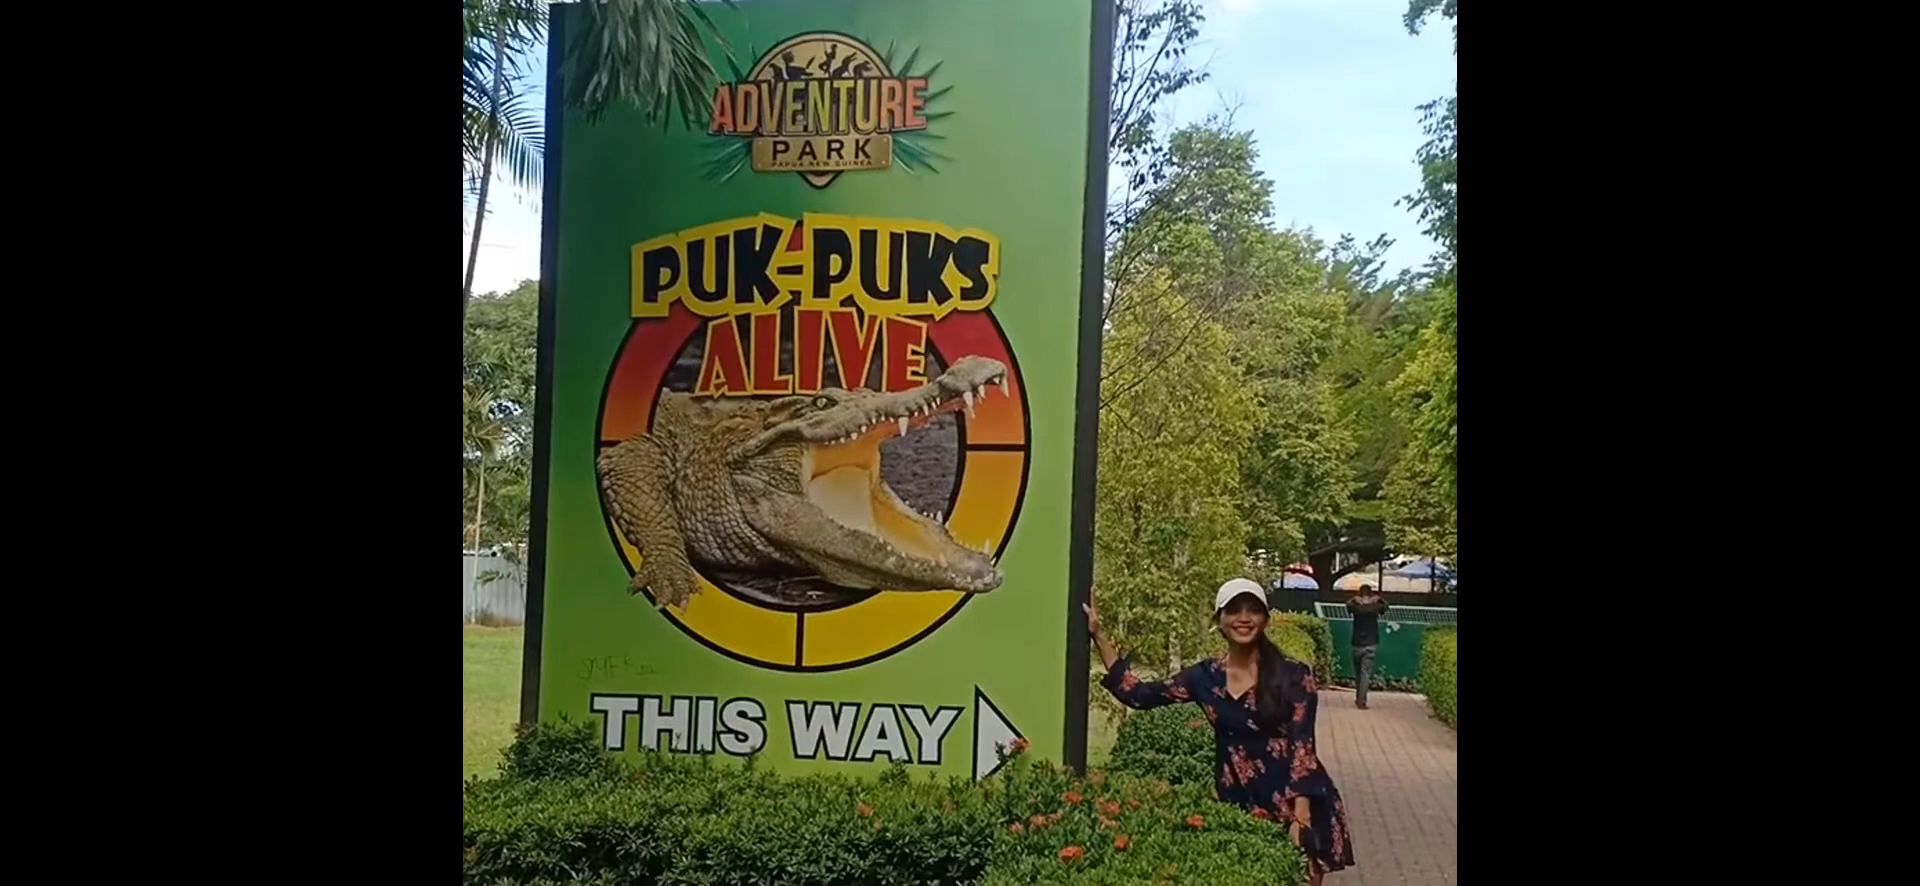 ADVENTURE
PARK
PAPUA NEW GUINEA
PUK-PUKS
ALIVE
THIS WAY